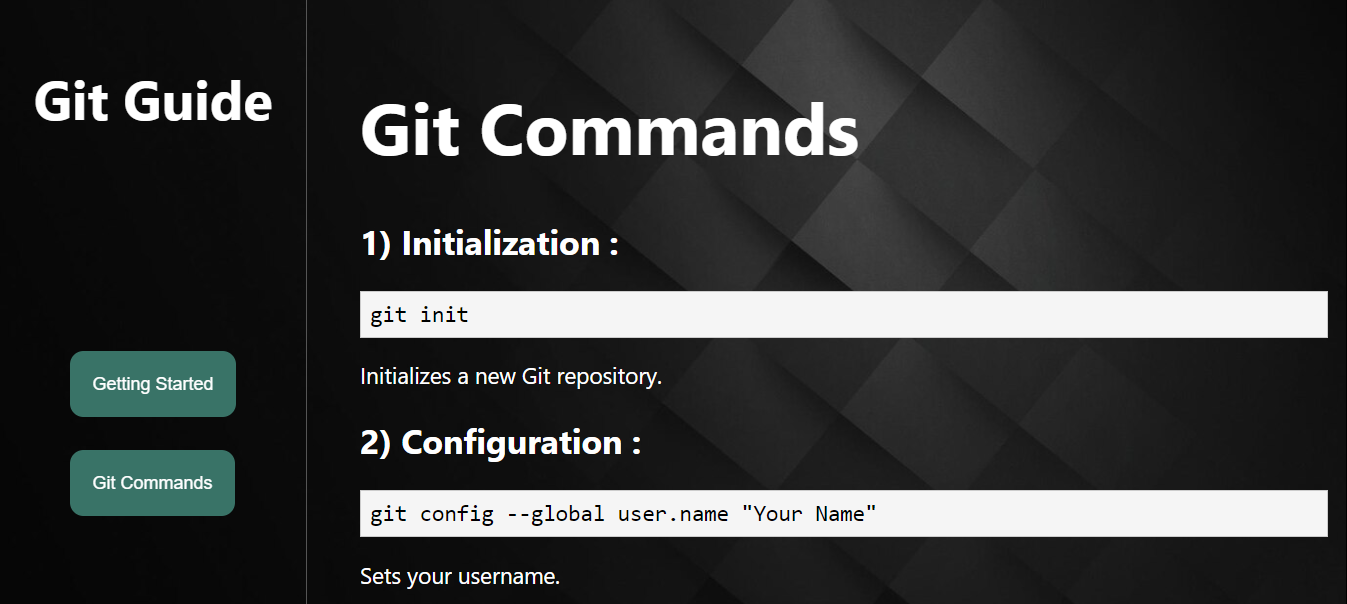 Git Guide
Getting Started
Git Commands
Git Commands
1) Initialization :
git init
Initializes a new Git repository.
2) Configuration :
git config --global user.name "Your Name"
Sets your username.